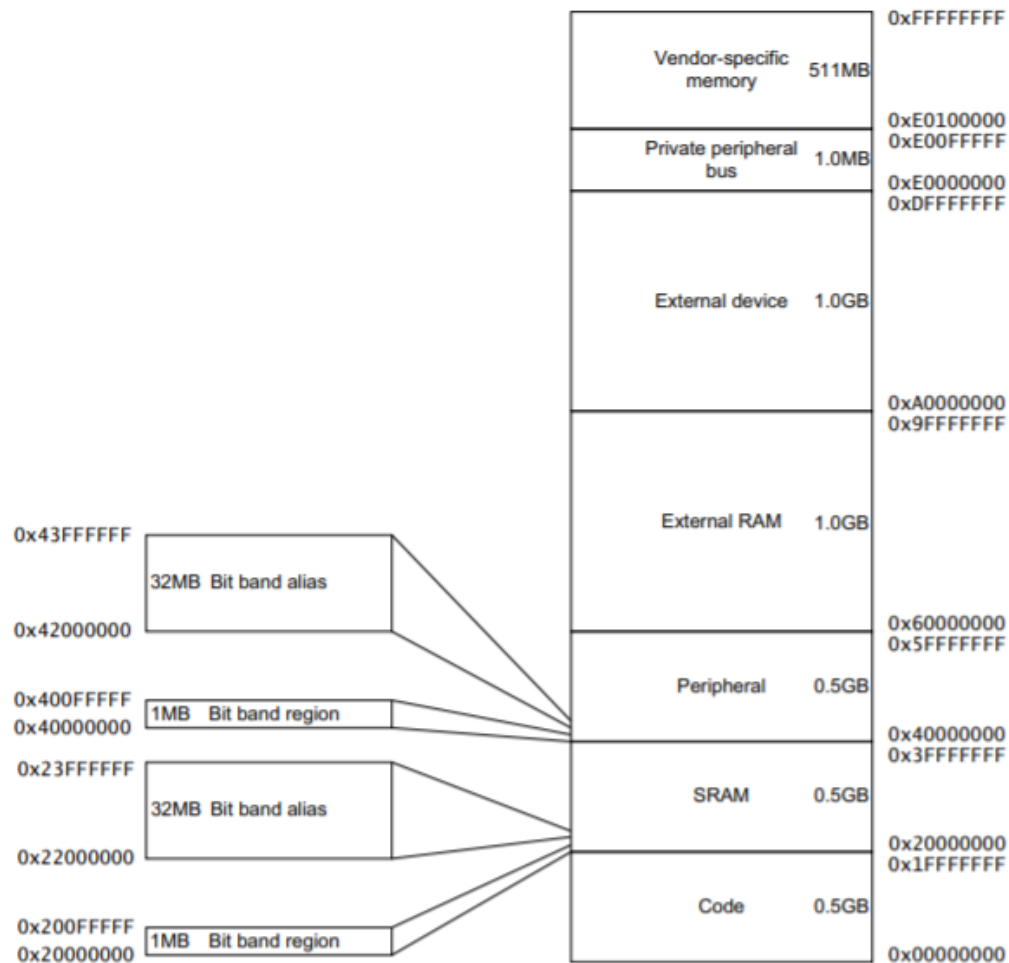 0xFFFFFFFF
Vendor-specific
memory
511MB
0xE0100000
0xE00FFFFF
Private peripheral
bus
1.0MB
0xE0000000
0xDFFFFFFF
External device 1.0GB
0xA0000000
0x9FFFFFFF
External RAM 1.0GB
0x60000000
0x5FFFFFFF
Peripheral 0.5GB
0x40000000
0x3FFFFFFF
SRAM 0.5GB
0x20000000
0x1FFFFFFF
Code 0.5GB
0x00000000
0x43FFFFFF
32MB Bit band alias
0x42000000
0x400FFFFF
1MB Bit band region
0x40000000
0x23FFFFFF
32MB Bit band alias
0x22000000
0x200FFFFF
1MB Bit band region
0x20000000